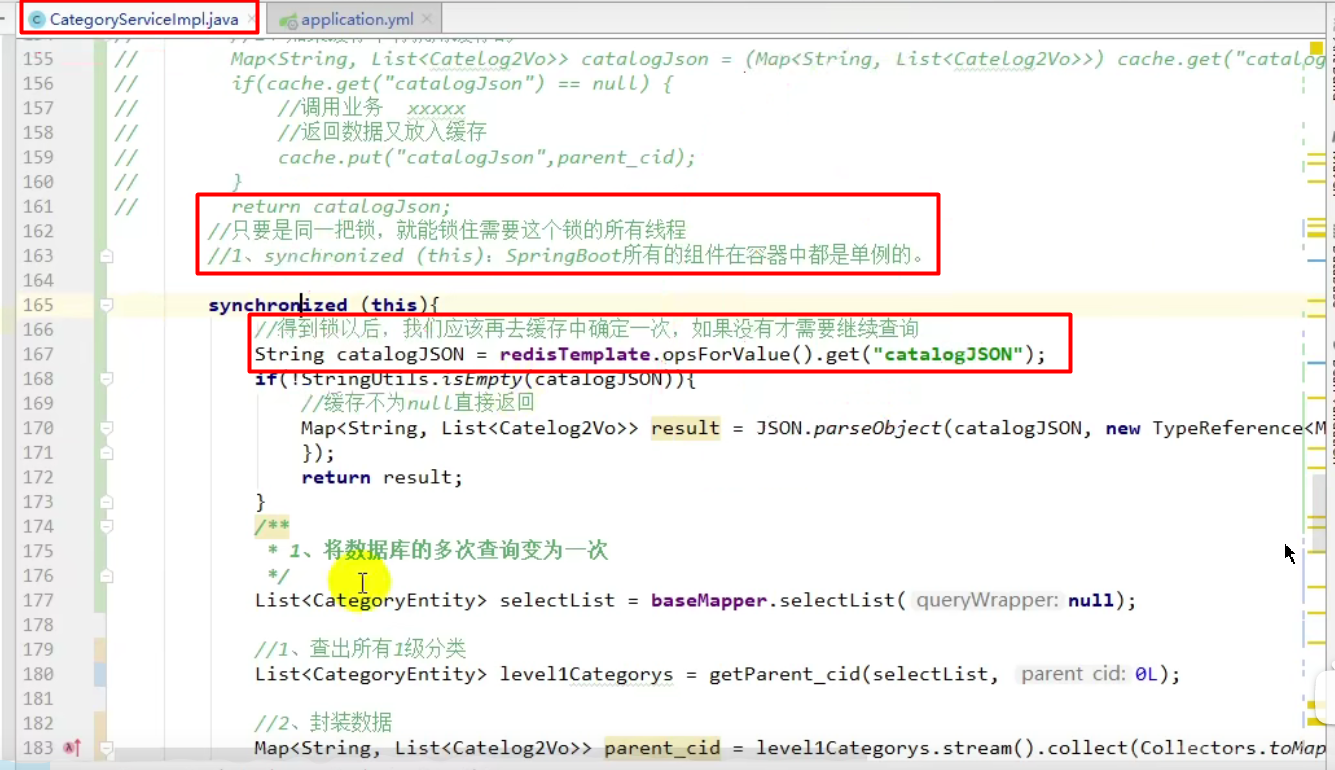 CategoryServiceImpl.java application.yml
155 // Map<String, List<Catelog2Vo>> catalogJson = (Map<String, List<Catelog2Vo>>) cache.get("catalog
156 // if(cache.get("catalogJson") == null) {
157 // //调用业务 xxxxx
158 // //返回数据又放入缓存
159 // cache.put("catalogJson",parent_cid);
160 // }
161 // return catalogJson;
162 //只要是同一把锁，就能锁住需要这个锁的所有线程
163 //1、synchronized (this)：SpringBoot所有的组件在容器中都是单例的。
164
165 synchronized (this){
166 //得到锁以后，我们应该再去缓存中确定一次，如果没有才需要继续查询
167 String catalogJSON = redisTemplate.opsForValue().get("catalogJSON");
168 if(!StringUtils.isEmpty(catalogJSON)){
169 //缓存不为null直接返回
170 Map<String, List<Catelog2Vo>> result = JSON.parseObject(catalogJSON, new TypeReference<M
171 });
172 return result;
173 }
174 /**
175 * 1、将数据库的多次查询变为一次
176 */
177 List<CategoryEntity> selectList = baseMapper.selectList( queryWrapper: null);
178
179 //1、查出所有1级分类
180 List<CategoryEntity> level1Categorys = getParent_cid(selectList, parent cid: 0L);
181
182 //2、封装数据
183 Map<String, List<Catelog2Vo>> parent_cid = level1Categorys.stream().collect(Collectors.toMap